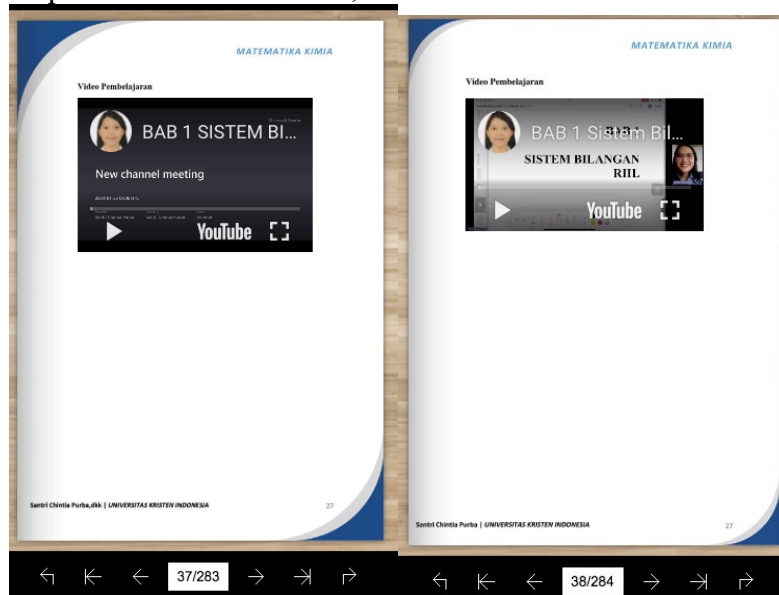 MATEMATIKA KIMIA
Video Pembelajaran
BAB 1 SISTEM BI...
New channel meeting
YouTube
Santri Chintia Purba,dkk | UNIVERSITAS KRISTEN INDONESIA
27
37/283
MATEMATIKA KIMIA
Video Pembelajaran
BAB 1 Sistem Bil...
SISTEM BILANGAN
RIIL
YouTube
Santri Chintia Purba | UNIVERSITAS KRISTEN INDONESIA
27
38/284